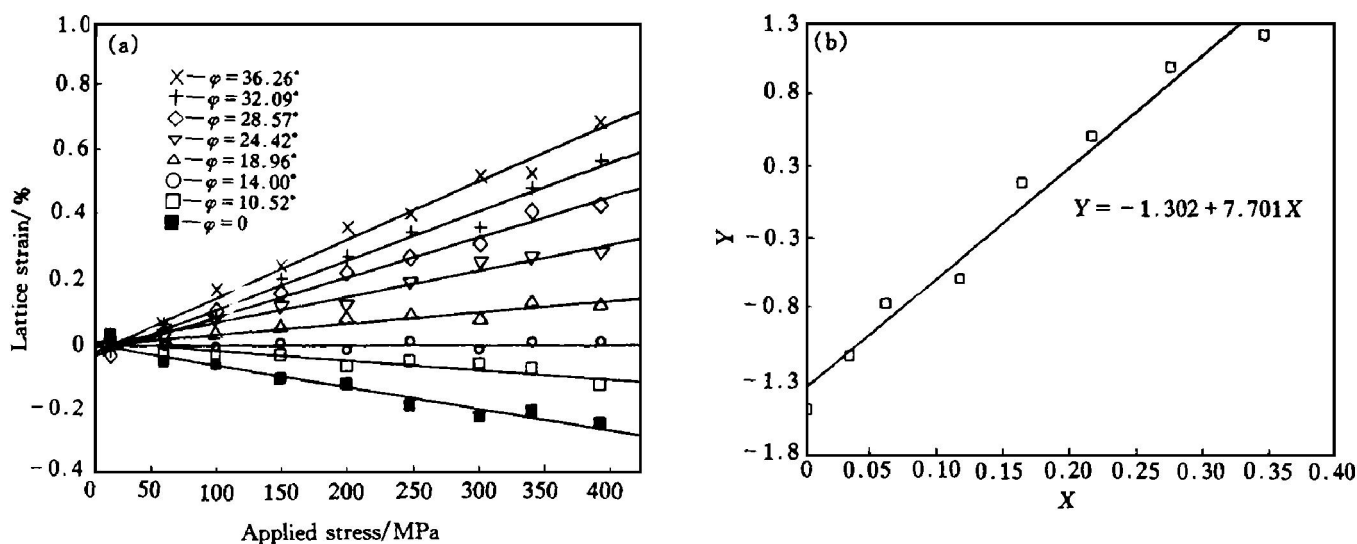 (a)
1.0
0.8
0.6
0.4
0.2
0
-0.2
-0.4
Lattice strain/%
φ=36.26°
φ=32.09°
φ=28.57°
φ=24.42°
φ=18.96°
φ=14.00°
φ=10.52°
φ=0
0 50 100 150 200 250 300 350 400
Applied stress/MPa
(b)
1.3
0.8
0.3
-0.3
-0.8
-1.3
-1.8
Y
Y=-1.302+7.701X
0 0.05 0.10 0.15 0.20 0.25 0.30 0.35 0.40
X